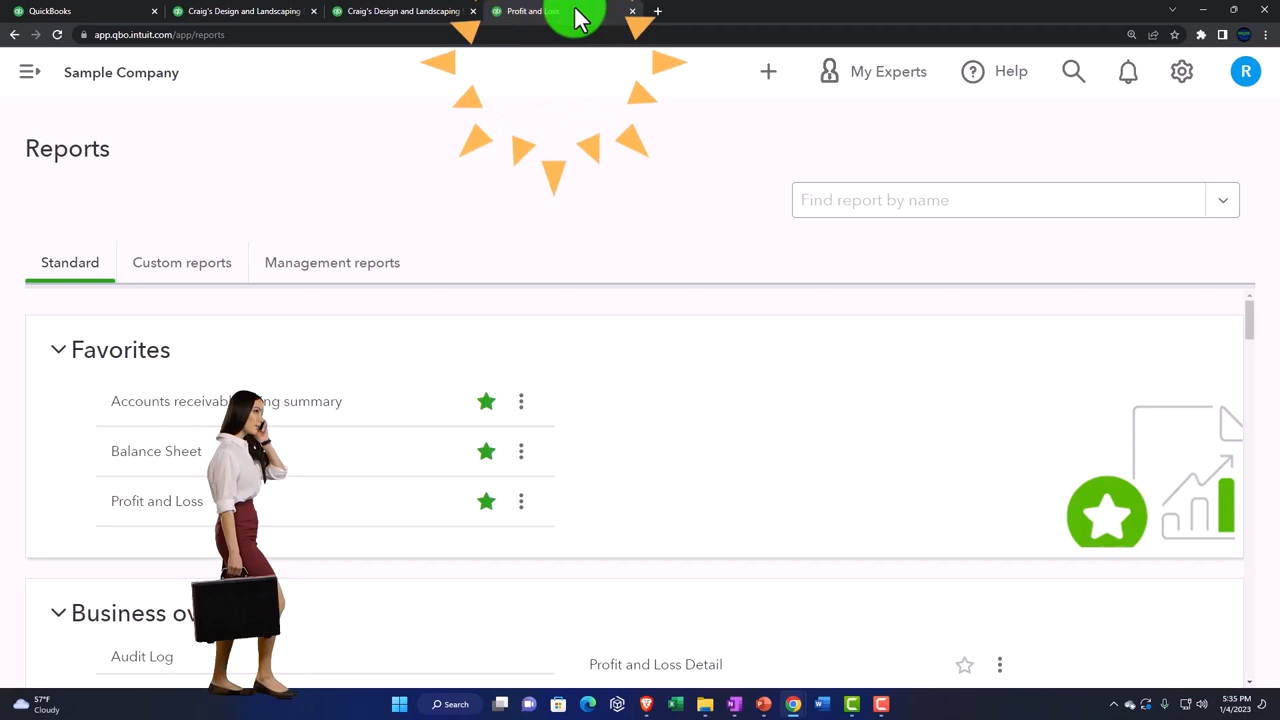 QuickBooks
Craig's Design and Landscaping
Craig's Design and Landscaping S
Profit and Loss
app.qbo.intuit.com/app/reports
Sample Company
My Experts
Help
R
Reports
Find report by name
Standard
Custom reports
Management reports
Favorites
Accounts receivable aging summary
Balance Sheet
Profit and Loss
Business ov
Audit Log
Profit and Loss Detail
57°F
Cloudy
Search
5:35 PM
1/4/2023